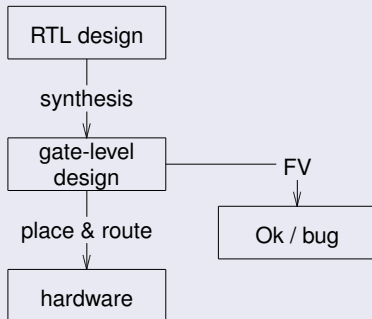 RTL design
synthesis
gate-level
design
FV
place & route
Ok / bug
hardware